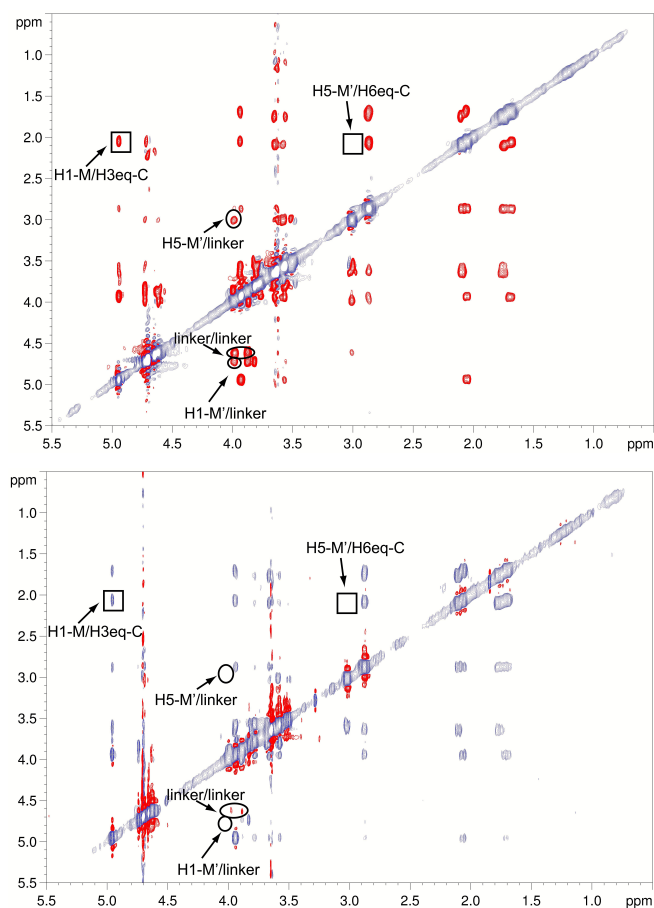 ppm
1.0
H5-M'/H6eq-C
1.5
2.0
H1-M/H3eq-C
2.5
3.0
H5-M'/linker
3.5
4.0
linker/linker
4.5
5.0
H1-M'/linker
5.5
5.0 4.5 4.0 3.5 3.0 2.5 2.0 1.5 1.0 ppm
ppm
1.0
H5-M'/H6eq-C
1.5
2.0
H1-M/H3eq-C
2.5
3.0
H5-M'/linker
3.5
4.0
linker/linker
4.5
5.0
H1-M'/linker
5.5
5.5 5.0 4.5 4.0 3.5 3.0 2.5 2.0 1.5 1.0 ppm